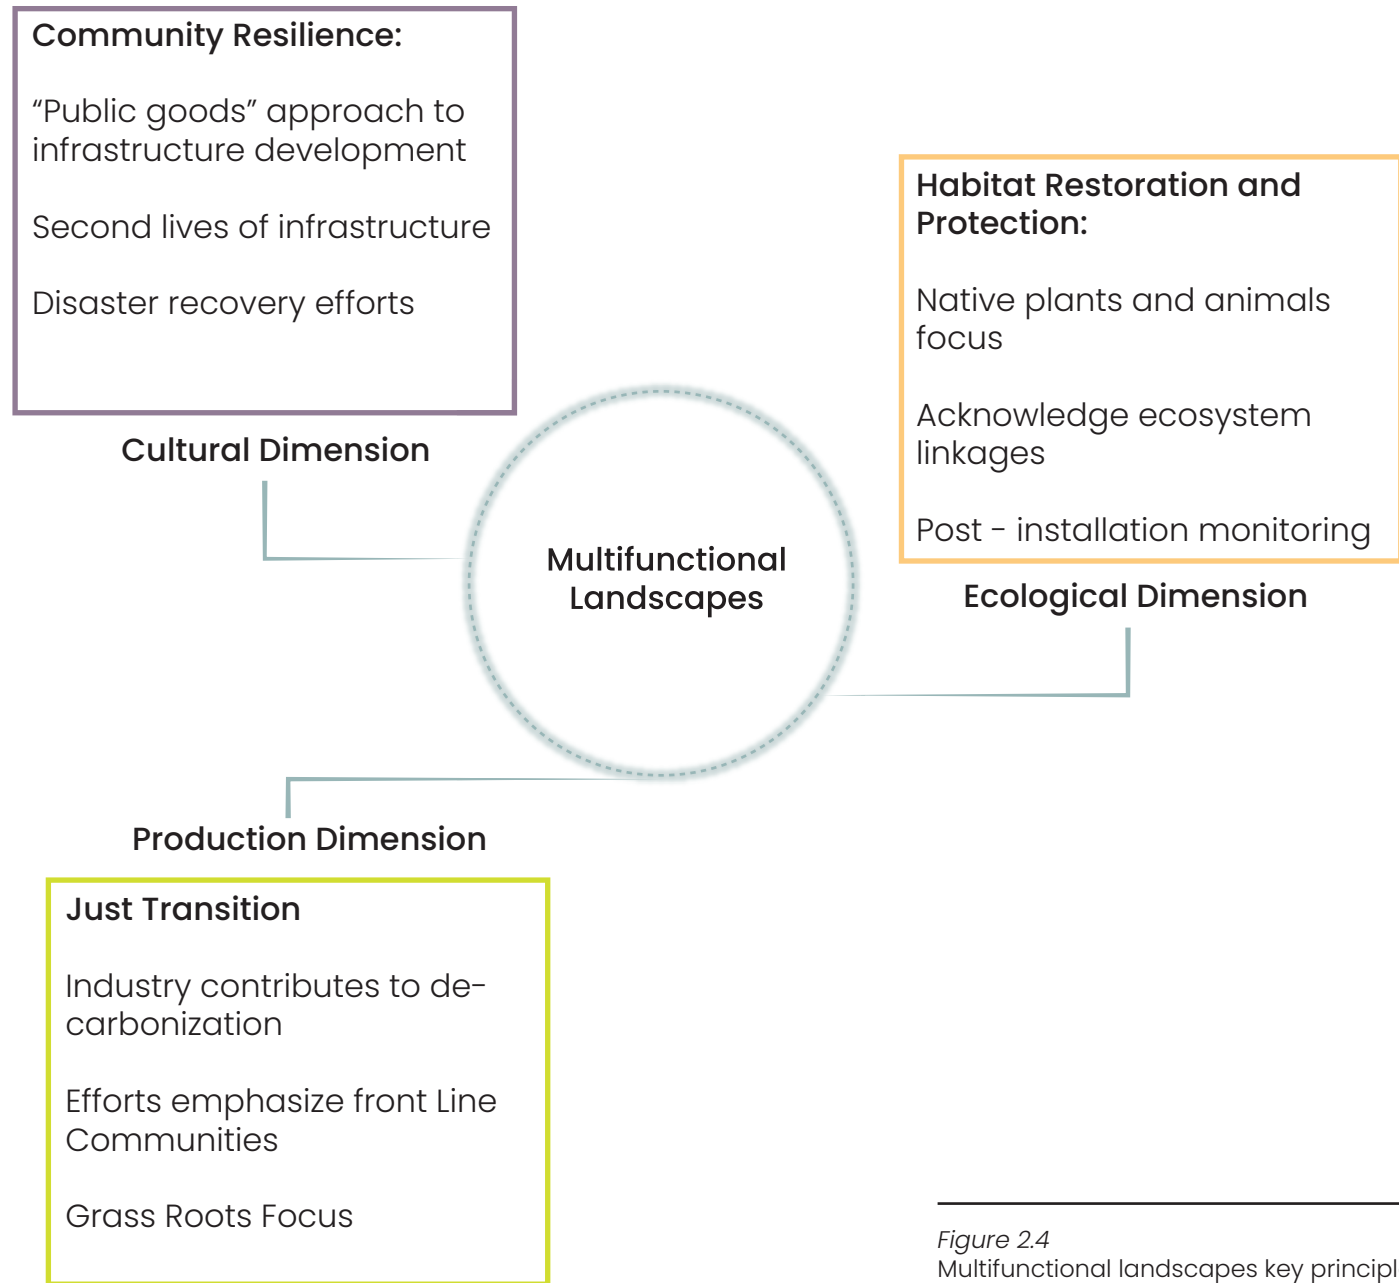 Community Resilience:
“Public goods” approach to
infrastructure development
Second lives of infrastructure
Disaster recovery efforts
Cultural Dimension
Habitat Restoration and
Protection:
Native plants and animals
focus
Acknowledge ecosystem
linkages
Post - installation monitoring
Ecological Dimension
Multifunctional
Landscapes
Production Dimension
Just Transition
Industry contributes to de-
carbonization
Efforts emphasize front Line
Communities
Grass Roots Focus
Figure 2.4
Multifunctional landscapes key principl